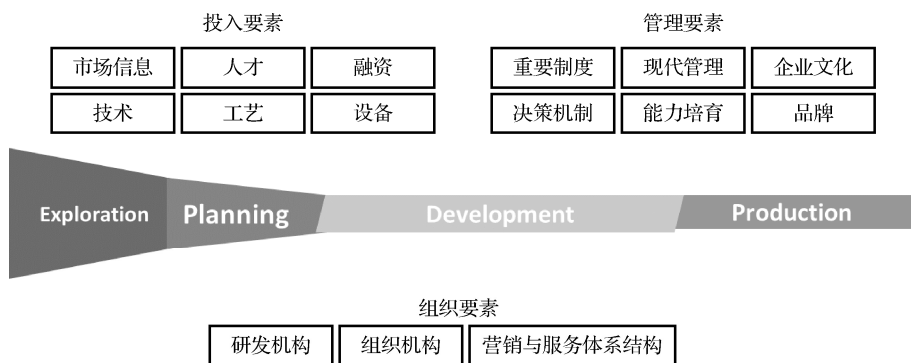 投入要素
市场信息 人才 融资
技术 工艺 设备
管理要素
重要制度 现代管理 企业文化
决策机制 能力培育 品牌
Exploration Planning Development Production
组织要素
研发机构 组织机构 营销与服务体系结构